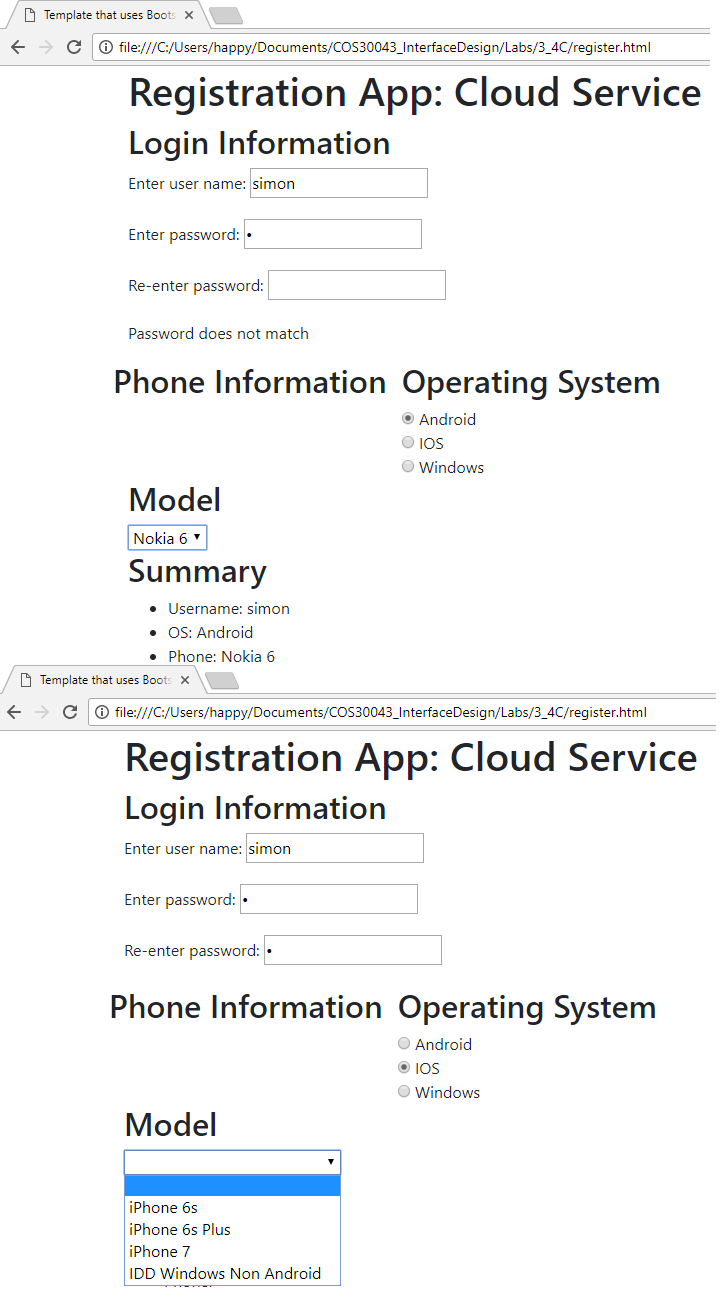 Template that uses Boots
file:///C:/Users/happy/Documents/COS30043_InterfaceDesign/Labs/3_4C/register.html
Registration App: Cloud Service
Login Information
Enter user name: simon
Enter password: •
Re-enter password:
Password does not match
Phone Information Operating System
Android
IOS
Windows
Model
Nokia 6
Summary
• Username: simon
• OS: Android
• Phone: Nokia 6
Template that uses Boots
file:///C:/Users/happy/Documents/COS30043_InterfaceDesign/Labs/3_4C/register.html
Registration App: Cloud Service
Login Information
Enter user name: simon
Enter password: •
Re-enter password: •
Phone Information Operating System
Android
IOS
Windows
Model
iPhone 6s
iPhone 6s Plus
iPhone 7
IDD Windows Non Android